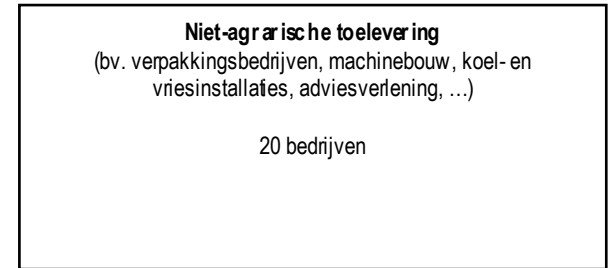 Niet-agrarische toelevering
(bv. verpakkingsbedrijven, machinebouw, koel- en
vriesinstallaties, adviesverlening, …)
20 bedrijven